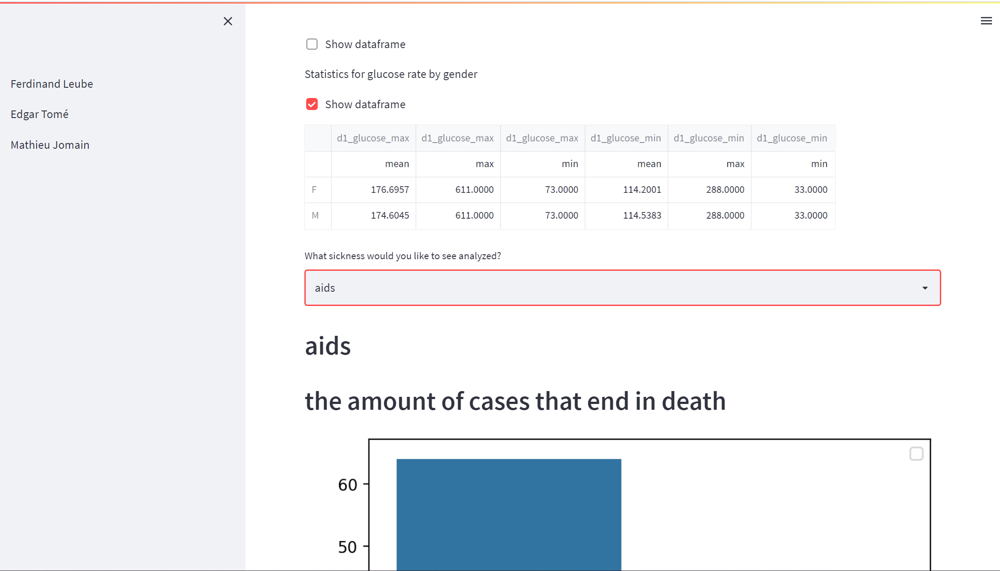 Ferdinand Leube
Edgar Tomé
Mathieu Jomain
Show dataframe
Statistics for glucose rate by gender
Show dataframe
d1_glucose_max d1_glucose_max d1_glucose_max d1_glucose_min d1_glucose_min d1_glucose_min
mean max min mean max min
F 176.6957 611.0000 73.0000 114.2001 288.0000 33.0000
M 174.6045 611.0000 73.0000 114.5383 288.0000 33.0000
What sickness would you like to see analyzed?
aids
aids
the amount of cases that end in death
60
50